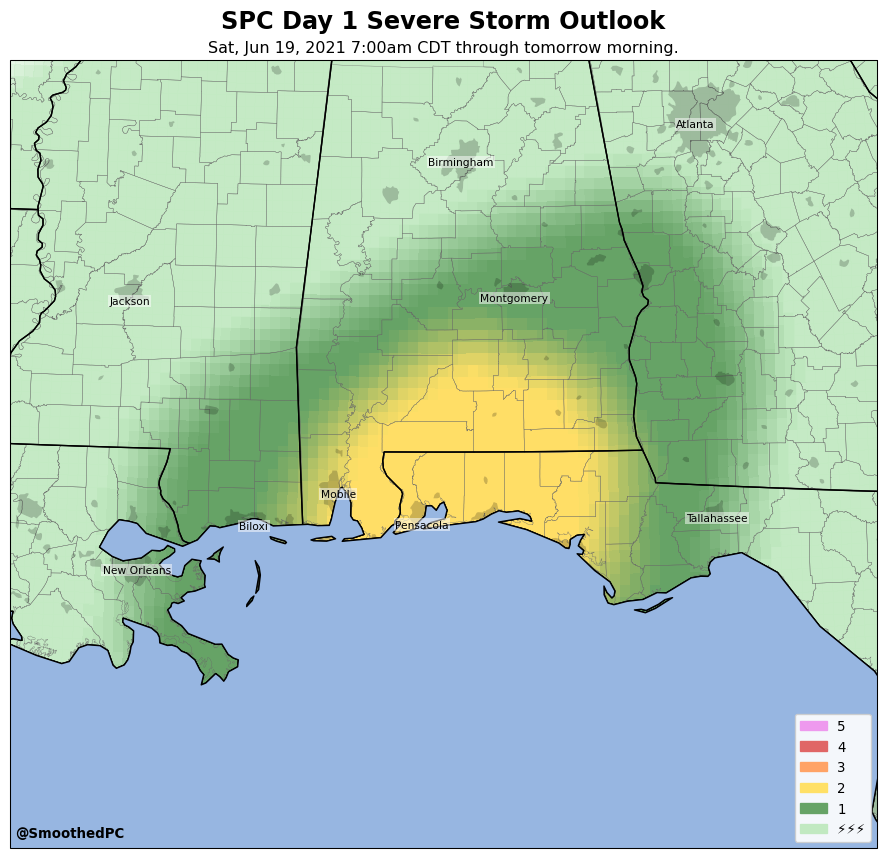 SPC Day 1 Severe Storm Outlook
Sat, Jun 19, 2021 7:00am CDT through tomorrow morning.
Atlanta
Birmingham
Jackson
Montgomery
Mobile
Pensacola
Biloxi
Tallahassee
New Orleans
5
4
3
2
1
⚡⚡⚡
@SmoothedPC